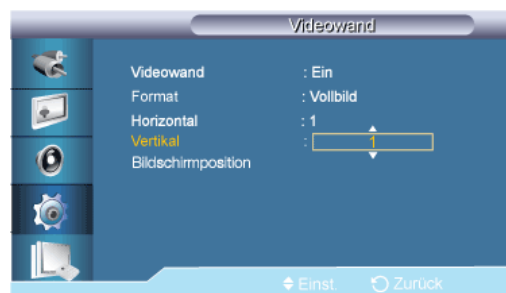 Videowand
Videowand : Ein
Format : Vollbild
Horizontal : 1
Vertikal : 1
Bildschirmposition
Einst. Zurück